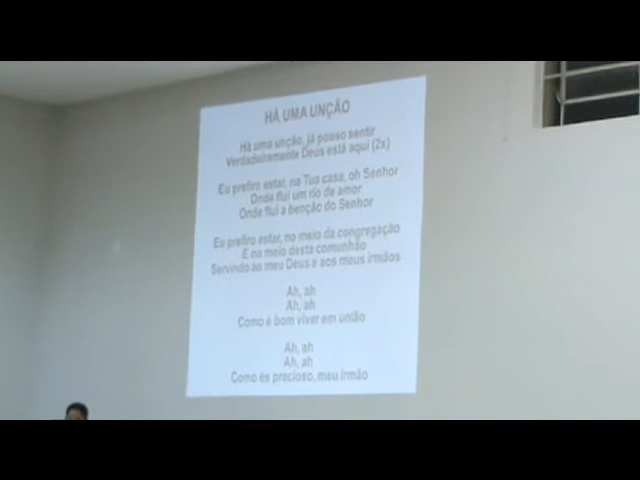 HÁ UMA UNÇÃO
Há uma unção, já posso sentir
Verdadeiramente Deus está aqui (2x)
Eu prefiro estar, na Tua casa, oh Senhor
Onde flui um rio de amor
Onde flui a benção do Senhor
Eu prefiro estar, no meio da congregação
E no meio desta comunhão
Servindo ao meu Deus e aos meus irmãos
Ah, ah
Ah, ah
Como é bom viver em união
Ah, ah
Ah, ah
Como és precioso, meu irmão